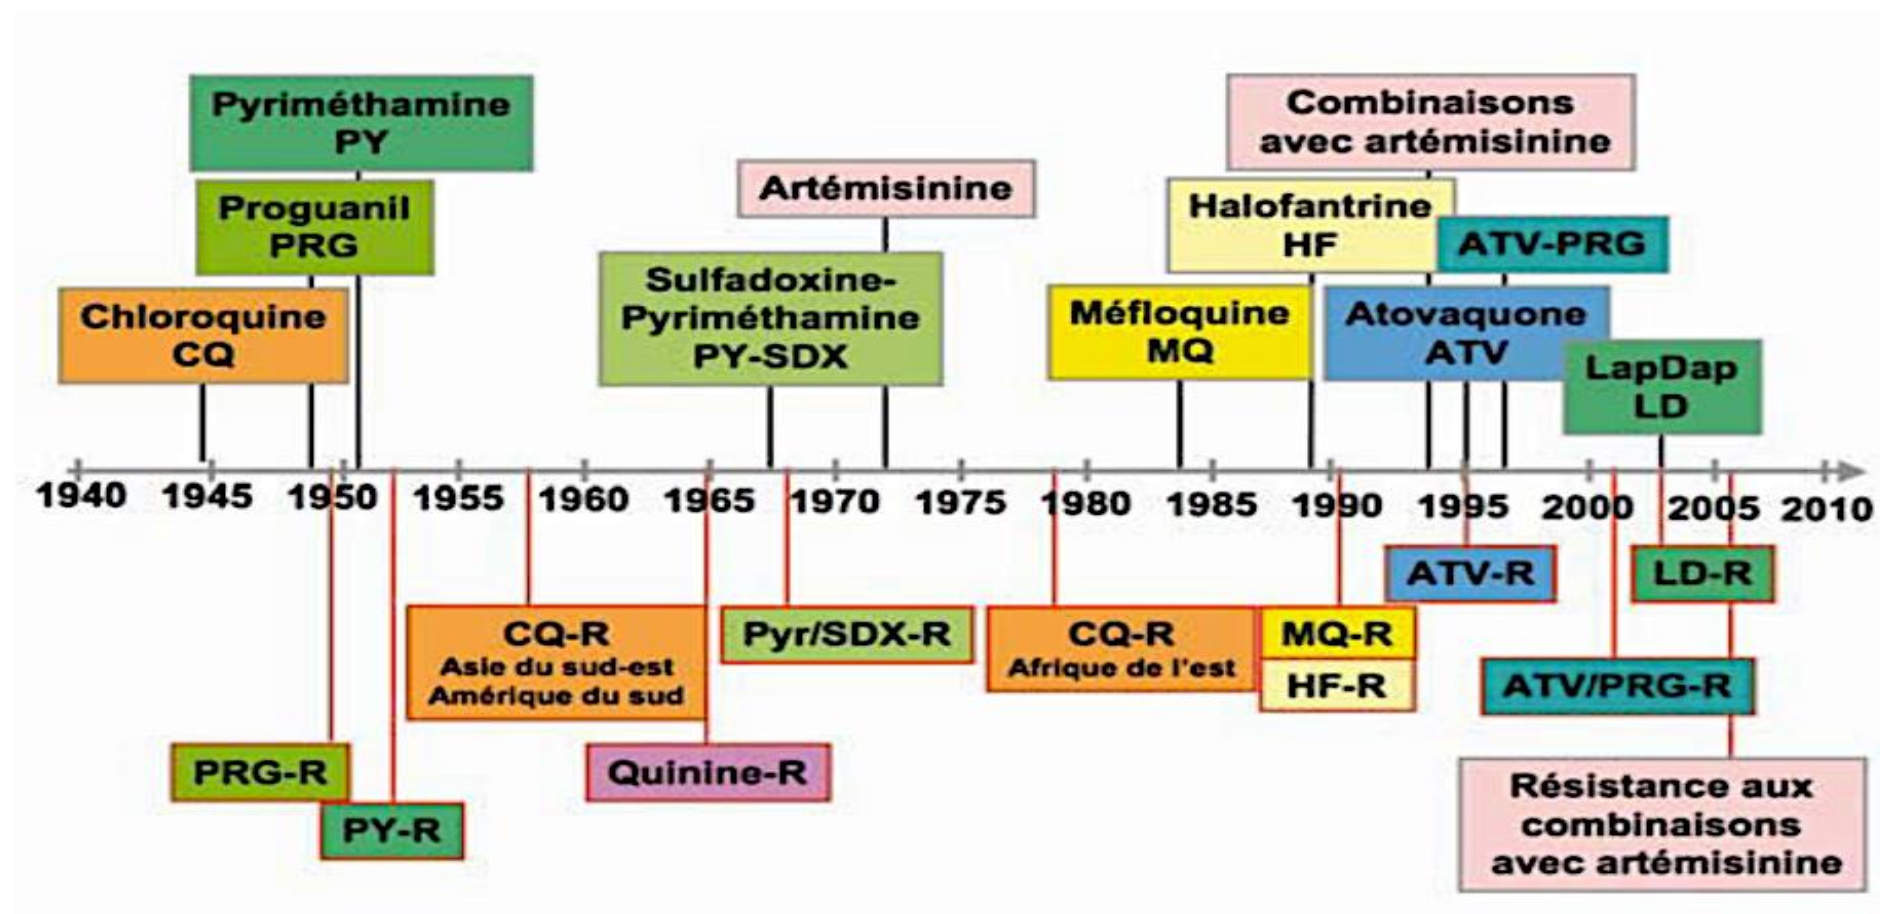 Pyriméthamine
PY
Combinaisons
avec artémisinine
Artémisinine
Proguanil
PRG
Halofantrine
HF
ATV-PRG
Sulfadoxine-
Pyriméthamine
PY-SDX
Chloroquine
CQ
Méfloquine
MQ
Atovaquone
ATV
LapDap
LD
1940 1945 1950 1955 1960 1965 1970 1975 1980 1985 1990 1995 2000 2005 2010
ATV-R
LD-R
CQ-R
Asie du sud-est
Amérique du sud
Pyr/SDX-R
CQ-R
Afrique de l'est
MQ-R
HF-R
ATV/PRG-R
PRG-R
Quinine-R
PY-R
Résistance aux
combinaisons
avec artémisinine